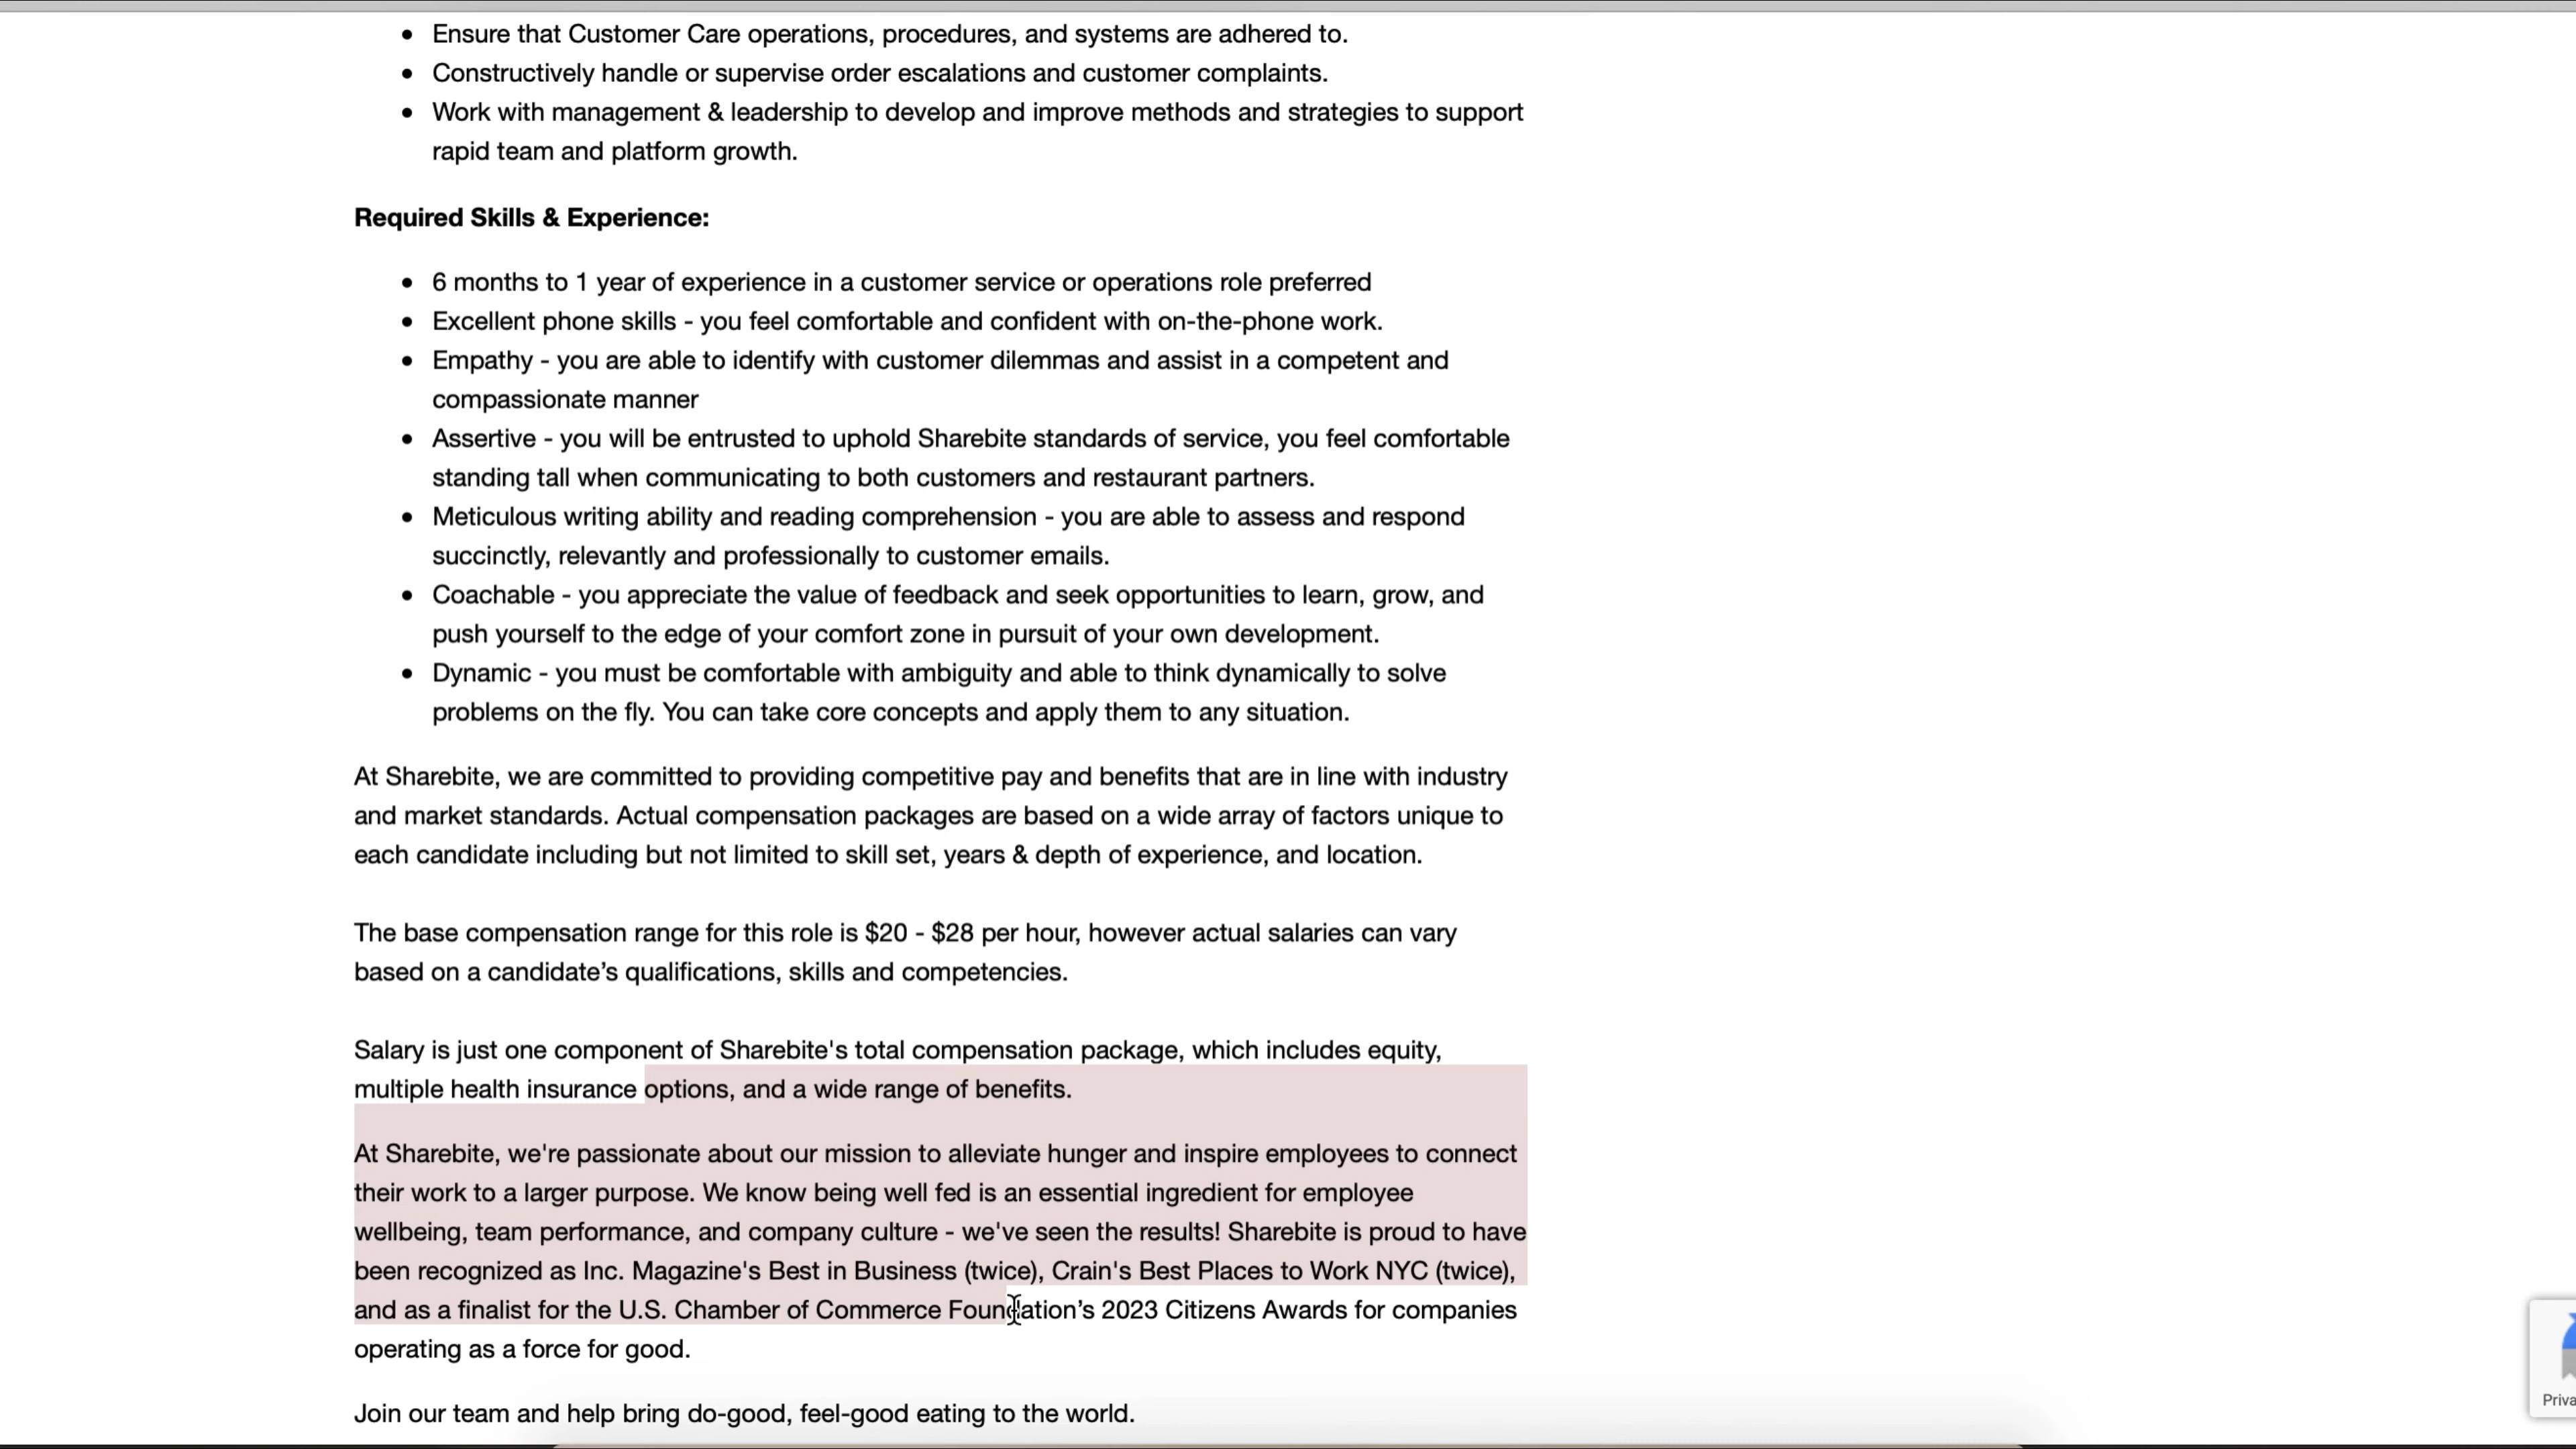 Ensure that Customer Care operations, procedures, and systems are adhered to.
Constructively handle or supervise order escalations and customer complaints.
Work with management & leadership to develop and improve methods and strategies to support
rapid team and platform growth.
Required Skills & Experience:
6 months to 1 year of experience in a customer service or operations role preferred
Excellent phone skills - you feel comfortable and confident with on-the-phone work.
Empathy - you are able to identify with customer dilemmas and assist in a competent and
compassionate manner
Assertive - you will be entrusted to uphold Sharebite standards of service, you feel comfortable
standing tall when communicating to both customers and restaurant partners.
Meticulous writing ability and reading comprehension - you are able to assess and respond
succinctly, relevantly and professionally to customer emails.
Coachable - you appreciate the value of feedback and seek opportunities to learn, grow, and
push yourself to the edge of your comfort zone in pursuit of your own development.
Dynamic - you must be comfortable with ambiguity and able to think dynamically to solve
problems on the fly. You can take core concepts and apply them to any situation.
At Sharebite, we are committed to providing competitive pay and benefits that are in line with industry
and market standards. Actual compensation packages are based on a wide array of factors unique to
each candidate including but not limited to skill set, years & depth of experience, and location.
The base compensation range for this role is $20 - $28 per hour, however actual salaries can vary
based on a candidate’s qualifications, skills and competencies.
Salary is just one component of Sharebite's total compensation package, which includes equity,
multiple health insurance options, and a wide range of benefits.
At Sharebite, we're passionate about our mission to alleviate hunger and inspire employees to connect
their work to a larger purpose. We know being well fed is an essential ingredient for employee
wellbeing, team performance, and company culture - we've seen the results! Sharebite is proud to have
been recognized as Inc. Magazine's Best in Business (twice), Crain's Best Places to Work NYC (twice),
and as a finalist for the U.S. Chamber of Commerce Foundation’s 2023 Citizens Awards for companies
operating as a force for good.
Join our team and help bring do-good, feel-good eating to the world.